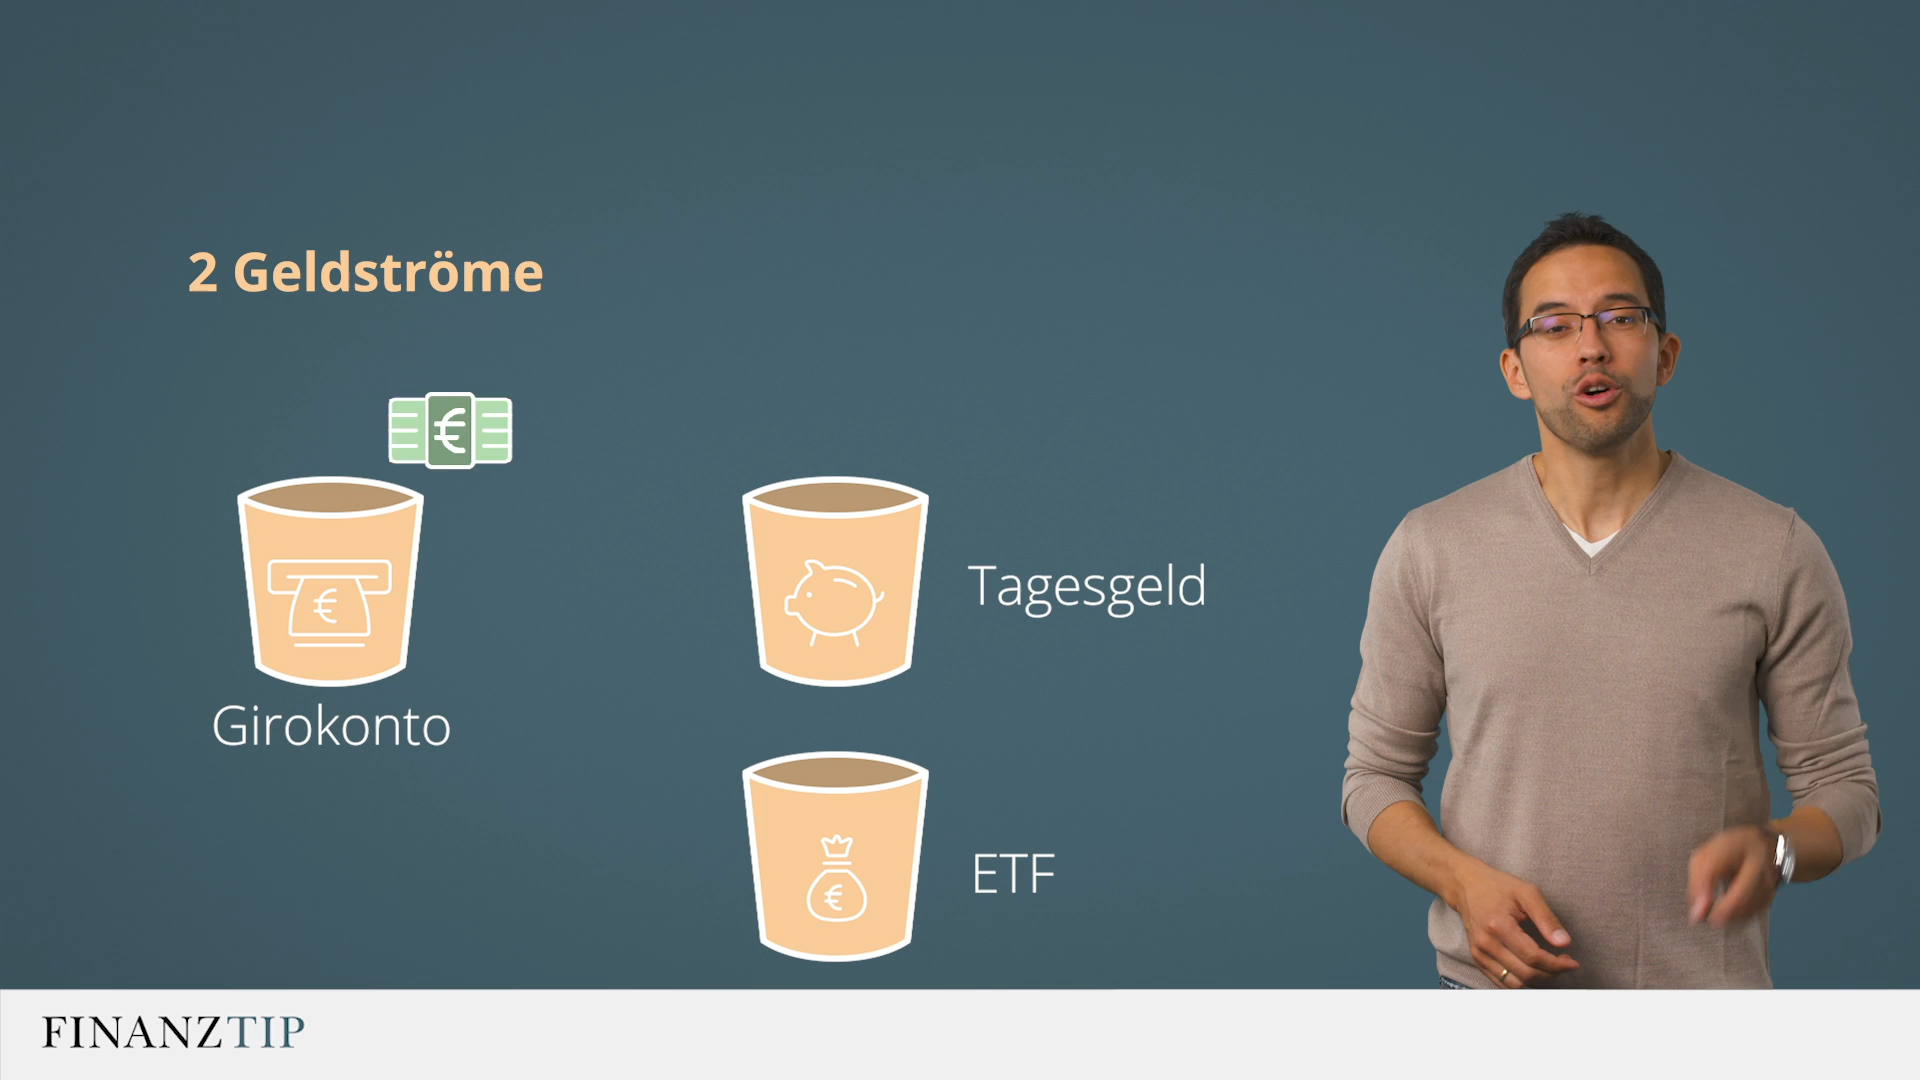 2 Geldströme
€
€
Girokonto
Tagesgeld
€
ETF
FINANZTIP